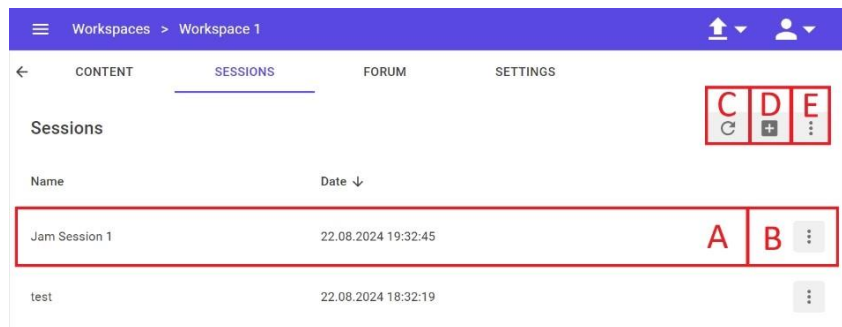 Workspaces > Workspace 1
CONTENT SESSIONS FORUM SETTINGS
C D E
Sessions
Name Date
Jam Session 1 22.08.2024 19:32:45 A B
test 22.08.2024 18:32:19